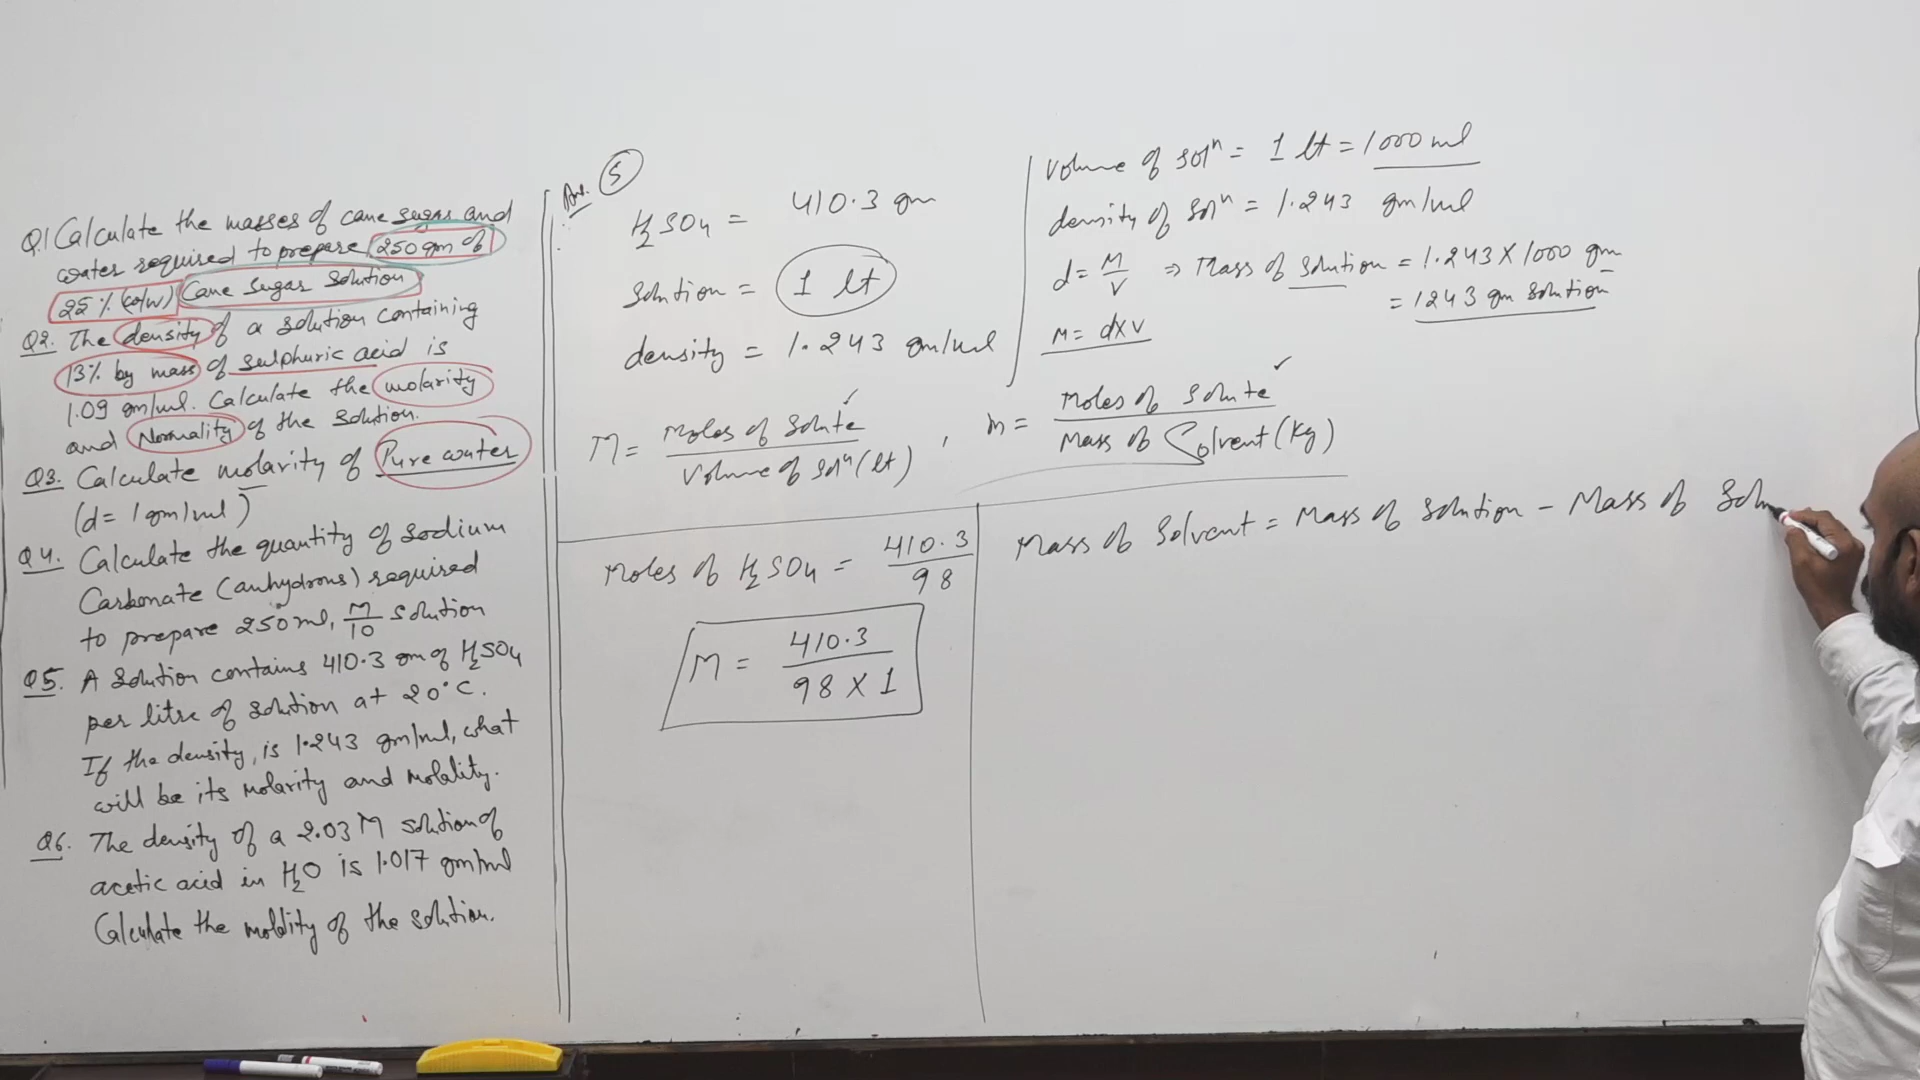 Q.1 Calculate the masses of cane sugar and
water required to prepare 250 gm of
25% (w/w) Cane Sugar Solution
Q2. The density of a solution containing
13% by mass of sulphuric acid is
1.09 gm/ml. Calculate the molarity
and Normality of the solution.
Q3. Calculate molarity of Pure water
(d = 1 gm/ml)
Q4. Calculate the quantity of sodium
Carbonate (anhydrous) required
to prepare 250 ml, M/10 solution
Q5. A solution contains 410.3 gm of H₂SO₄
per litre of solution at 20°C.
If the density, is 1.243 gm/ml, what
will be its molarity and molality.
Q6. The density of a 2.03 M solution of
acetic acid in H₂O is 1.017 gm/ml
Calculate the molality of the solution.
Ans. 5
H₂SO₄ = 410.3 gm
Solution = 1 lt
density = 1.243 gm/ml
Volume of solⁿ = 1 lt = 1000 ml
density of solⁿ = 1.243 gm/ml
d = M/V ⇒ Mass of solution = 1.243 X 1000 gm
= 1243 gm solution
M = dXV
M = Moles of Solute / Volume of solⁿ (lt) , m = Moles of Solute / Mass of Solvent (Kg)
Moles of H₂SO₄ = 410.3 / 98
M = 410.3 / 98 X 1
Mass of Solvent = Mass of Solution - Mass of Solu